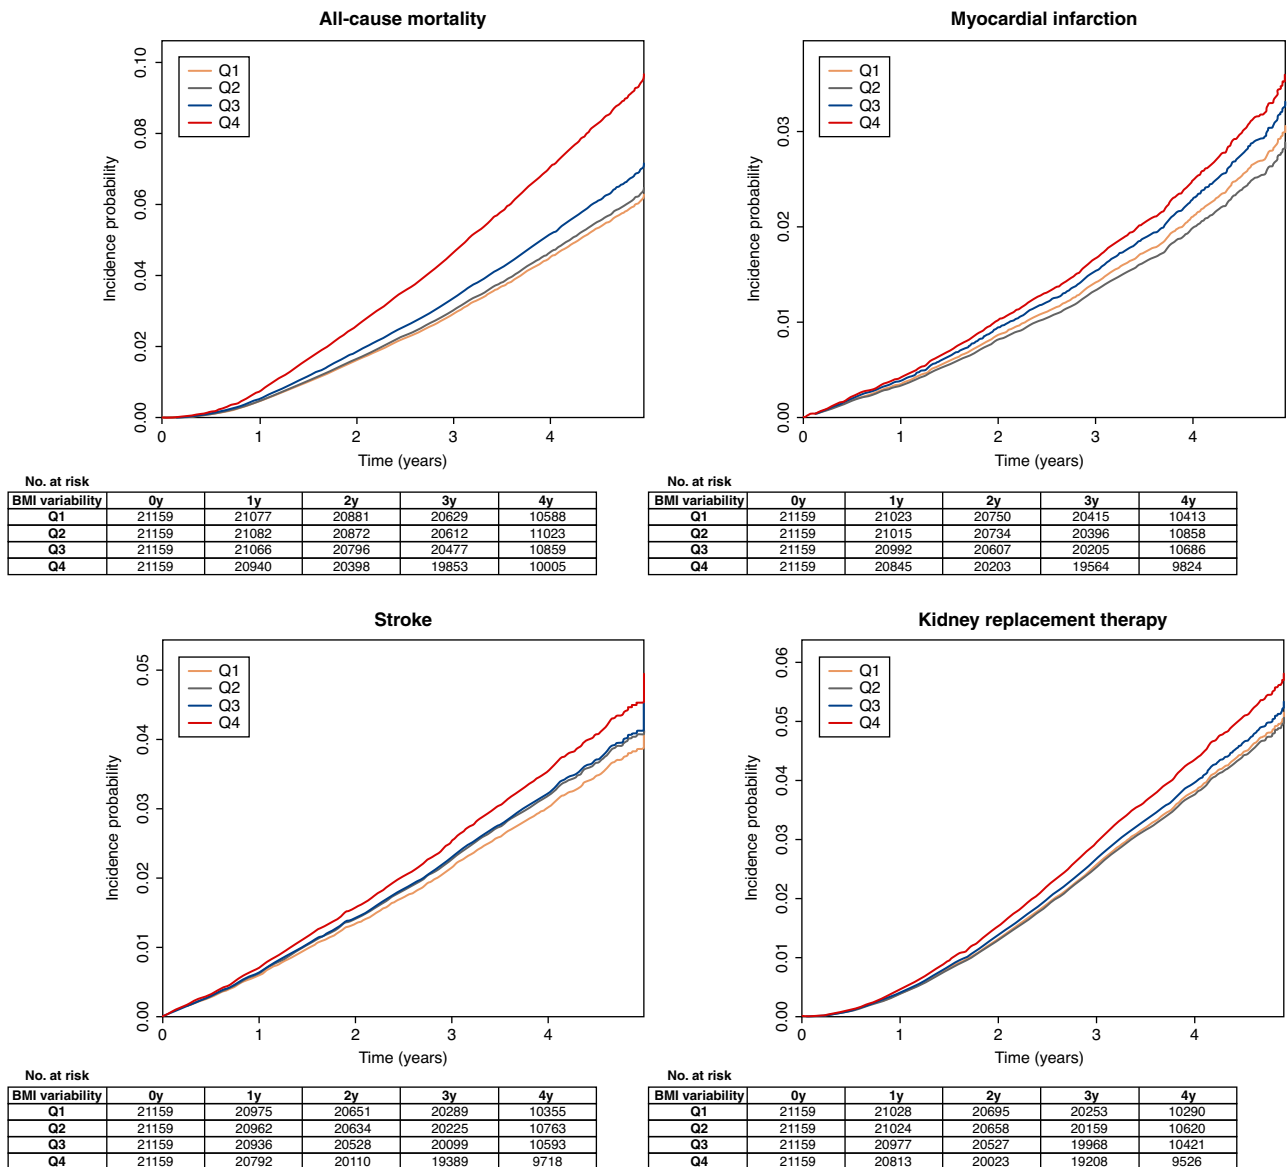 All-cause mortality
0.10
0.08
0.06
0.04
0.02
0.00
Incidence probability
Q1
Q2
Q3
Q4
0 1 2 3 4
Time (years)
No. at risk
BMI variability 0y 1y 2y 3y 4y
Q1 21159 21077 20881 20629 10588
Q2 21159 21082 20872 20612 11023
Q3 21159 21066 20796 20477 10859
Q4 21159 20940 20398 19853 10005
Myocardial infarction
0.03
0.02
0.01
0.00
Incidence probability
Q1
Q2
Q3
Q4
0 1 2 3 4
Time (years)
No. at risk
BMI variability 0y 1y 2y 3y 4y
Q1 21159 21023 20750 20415 10413
Q2 21159 21015 20734 20396 10858
Q3 21159 20992 20607 20205 10686
Q4 21159 20845 20203 19564 9824
Stroke
0.05
0.04
0.03
0.02
0.01
0.00
Incidence probability
Q1
Q2
Q3
Q4
0 1 2 3 4
Time (years)
No. at risk
BMI variability 0y 1y 2y 3y 4y
Q1 21159 20975 20651 20289 10355
Q2 21159 20962 20634 20225 10763
Q3 21159 20936 20528 20099 10593
Q4 21159 20792 20110 19389 9718
Kidney replacement therapy
0.06
0.05
0.04
0.03
0.02
0.01
0.00
Incidence probability
Q1
Q2
Q3
Q4
0 1 2 3 4
Time (years)
No. at risk
BMI variability 0y 1y 2y 3y 4y
Q1 21159 21028 20695 20253 10290
Q2 21159 21024 20658 20159 10620
Q3 21159 20977 20527 19968 10421
Q4 21159 20813 20023 19208 9526